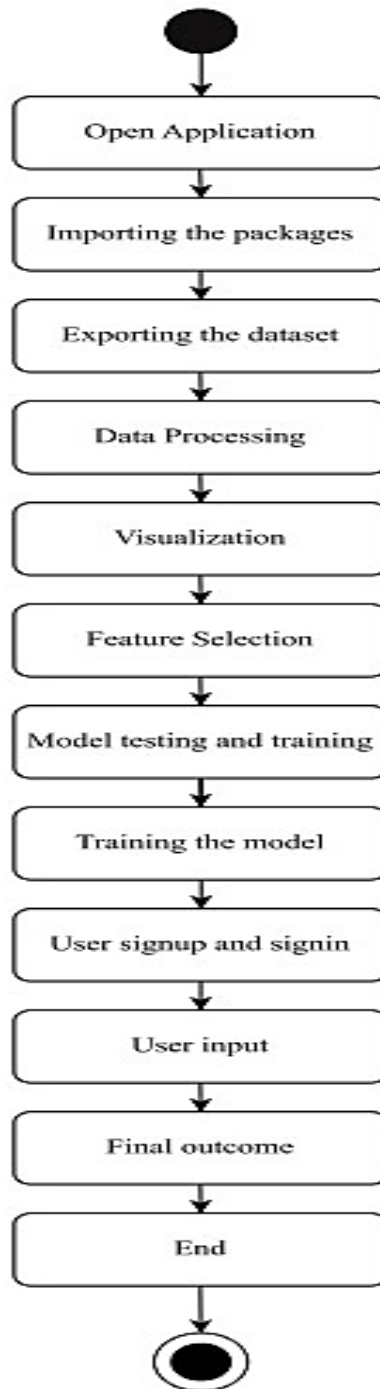 Open Application
Importing the packages
Exporting the dataset
Data Processing
Visualization
Feature Selection
Model testing and training
Training the model
User signup and signin
User input
Final outcome
End